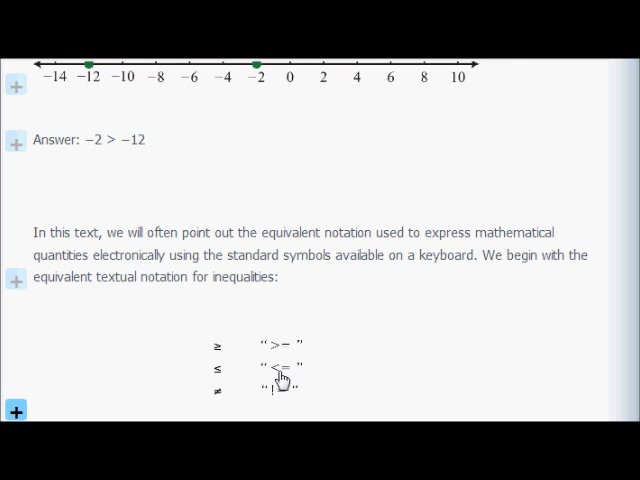 −14 −12 −10 −8 −6 −4 −2 0 2 4 6 8 10
Answer: −2 > −12
In this text, we will often point out the equivalent notation used to express mathematical
quantities electronically using the standard symbols available on a keyboard. We begin with the
equivalent textual notation for inequalities:
≥ “ >= ”
≤ “ <= ”
≠ “ != ”